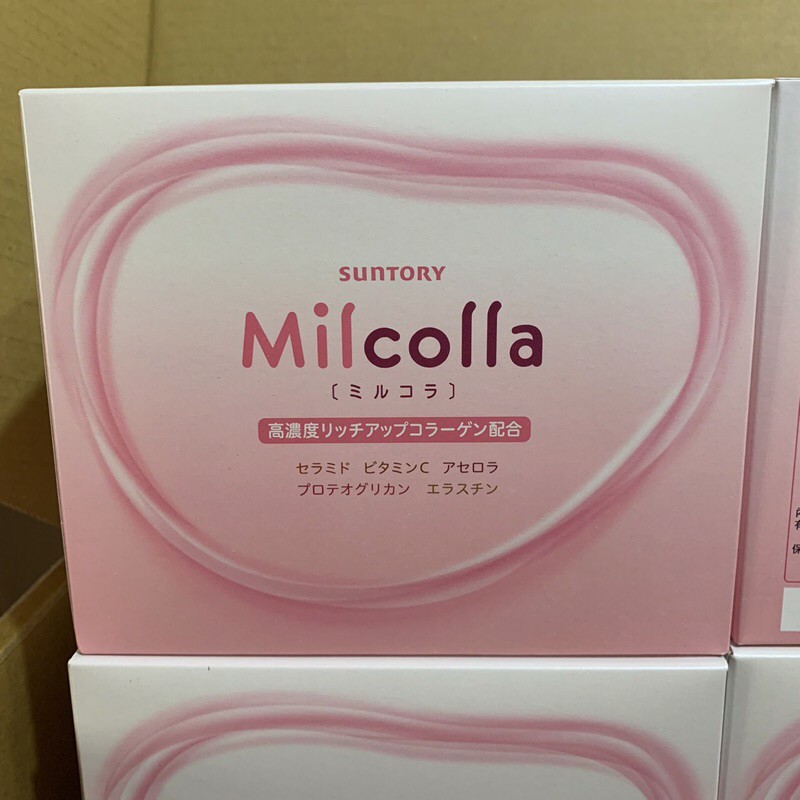 SUNTORY
Milcolla
〔ミルコラ〕
高濃度リッチアップコラーゲン配合
セラミド ビタミンC アセロラ
プロテオグリカン エラスチン